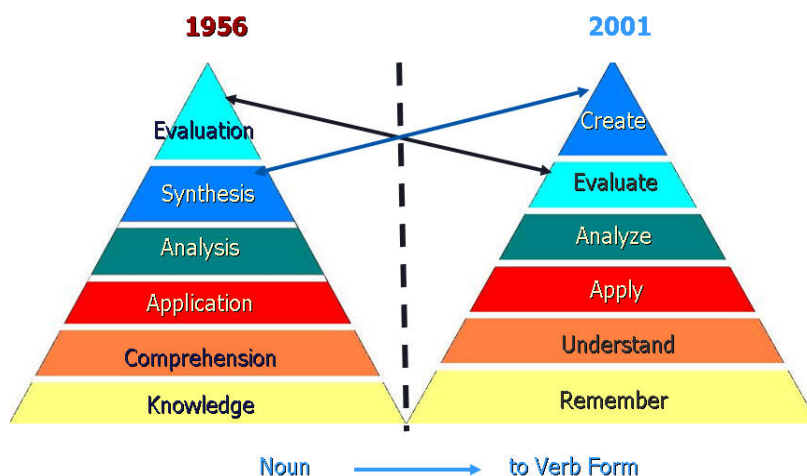 1956
2001
Evaluation
Synthesis
Analysis
Application
Comprehension
Knowledge
Create
Evaluate
Analyze
Apply
Understand
Remember
Noun to Verb Form